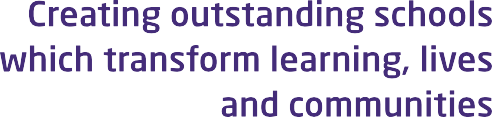 Creating outstanding schools
which transform learning, lives
and communities